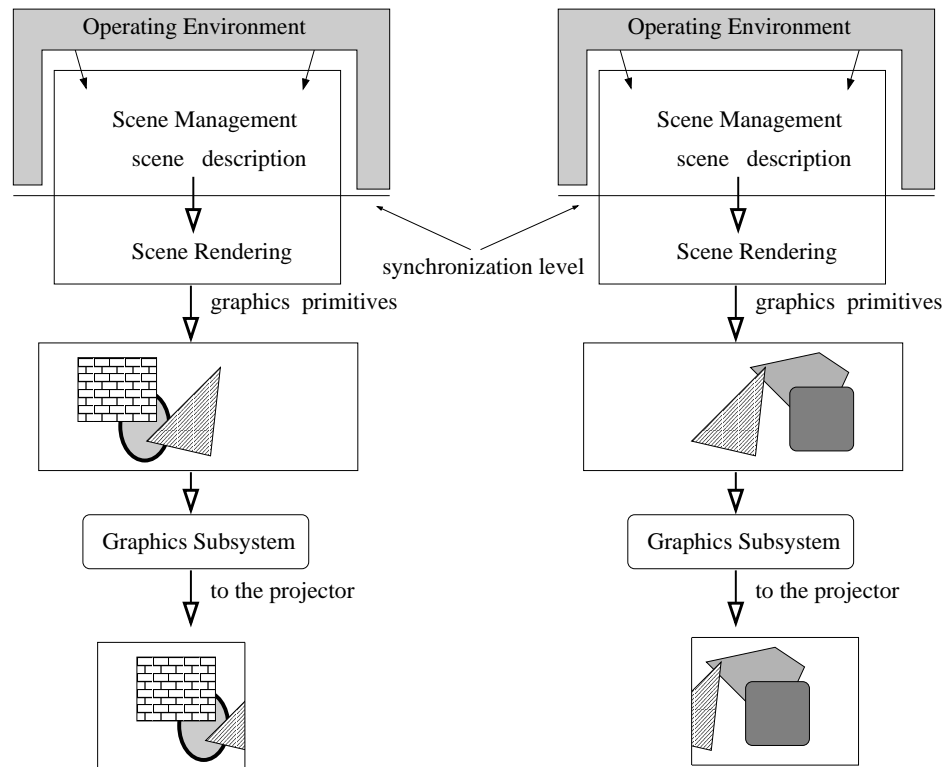 Operating Environment
Scene Management
scene description
Scene Rendering
graphics primitives
Graphics Subsystem
to the projector
synchronization level
Operating Environment
Scene Management
scene description
Scene Rendering
graphics primitives
Graphics Subsystem
to the projector